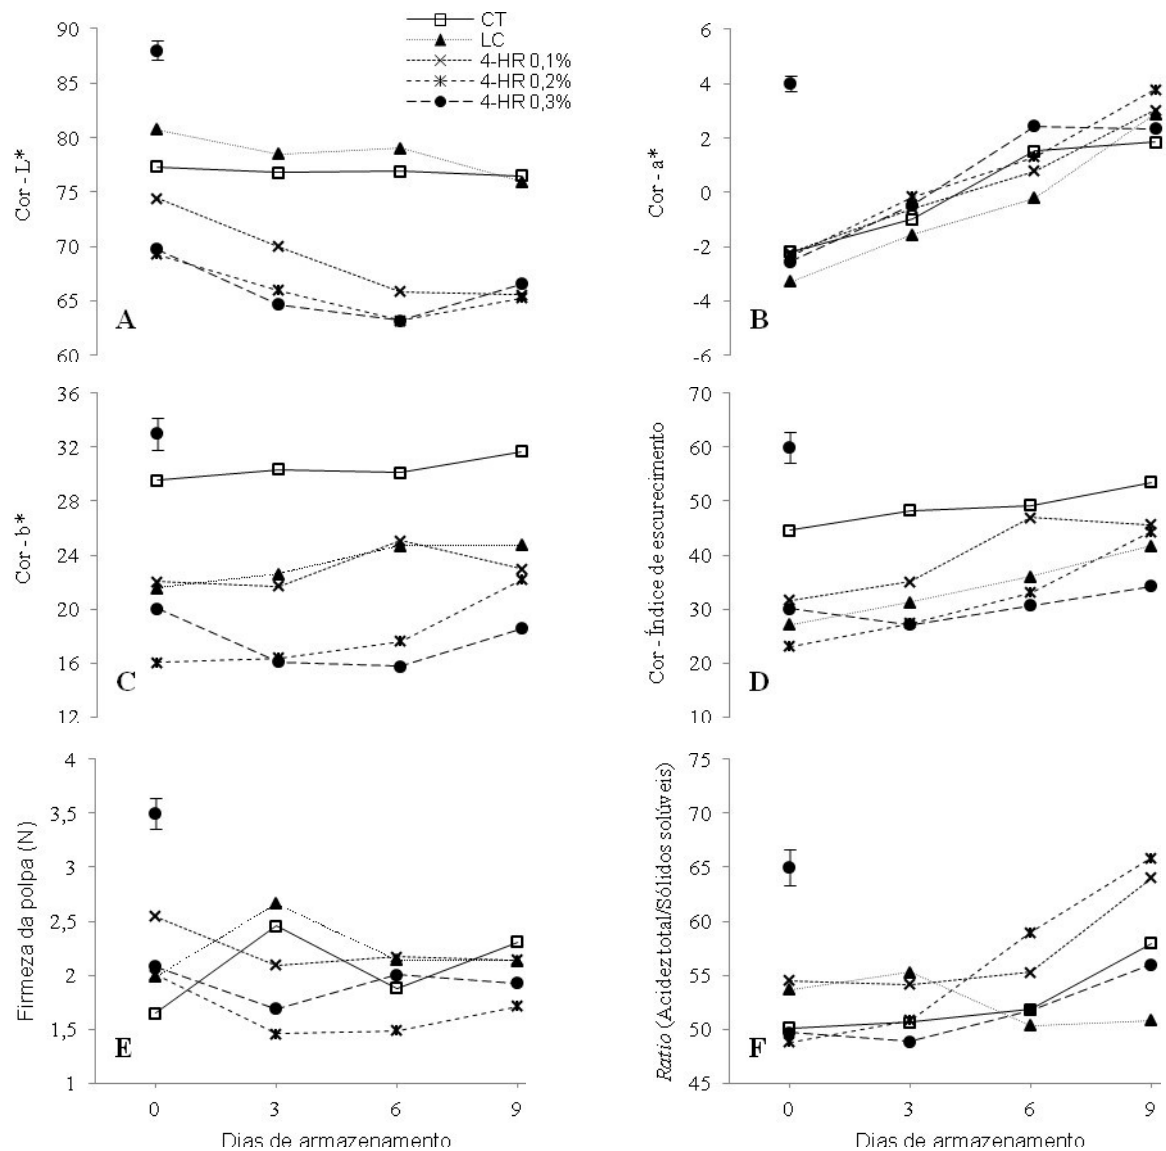 CT
LC
4-HR 0,1%
4-HR 0,2%
4-HR 0,3%
Cor - L*
90
85
80
75
70
65
60
A
Cor - a*
6
4
2
0
-2
-4
-6
B
Cor - b*
36
32
28
24
20
16
12
C
Cor - Índice de escurecimento
70
60
50
40
30
20
10
D
Firmeza da polpa (N)
4
3,5
3
2,5
2
1,5
1
E
0 3 6 9
Dias de armazenamento
Ratio (Acidez total/Sólidos solúveis)
75
70
65
60
55
50
45
F
0 3 6 9
Dias de armazenamento